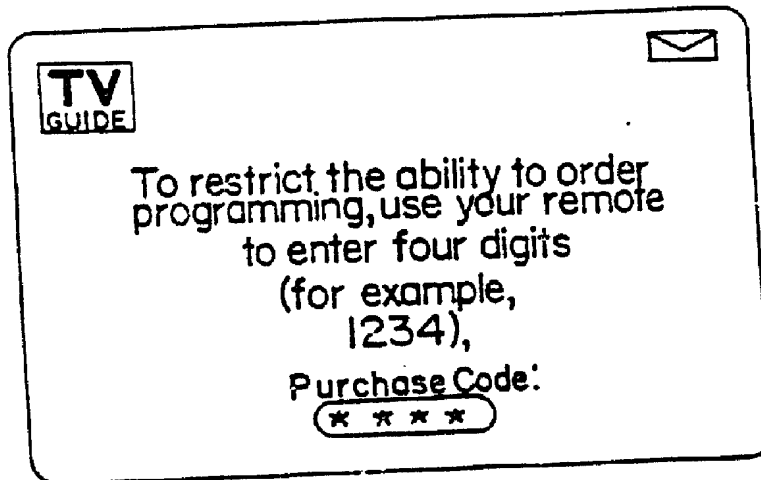 TV
GUIDE
To restrict the ability to order
programming, use your remote
to enter four digits
(for example,
1234),
Purchase Code:
* * * *